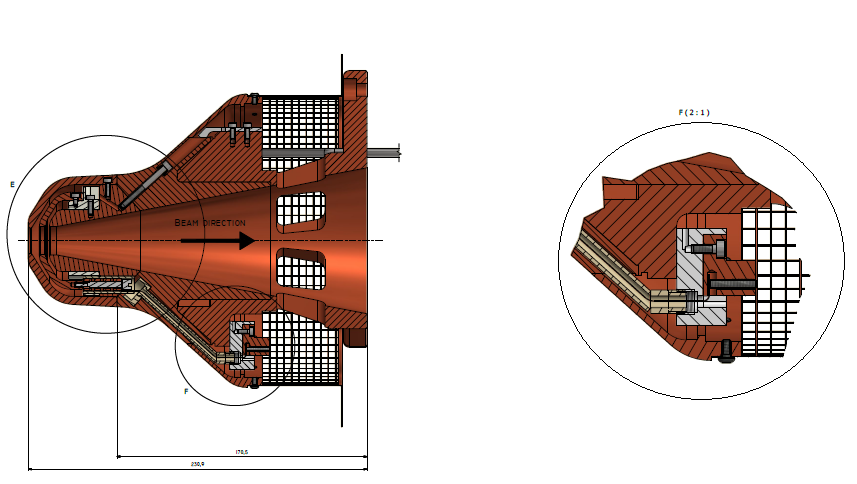 F(2:1)
E
BEAM DIRECTION
F
170,5
230,9